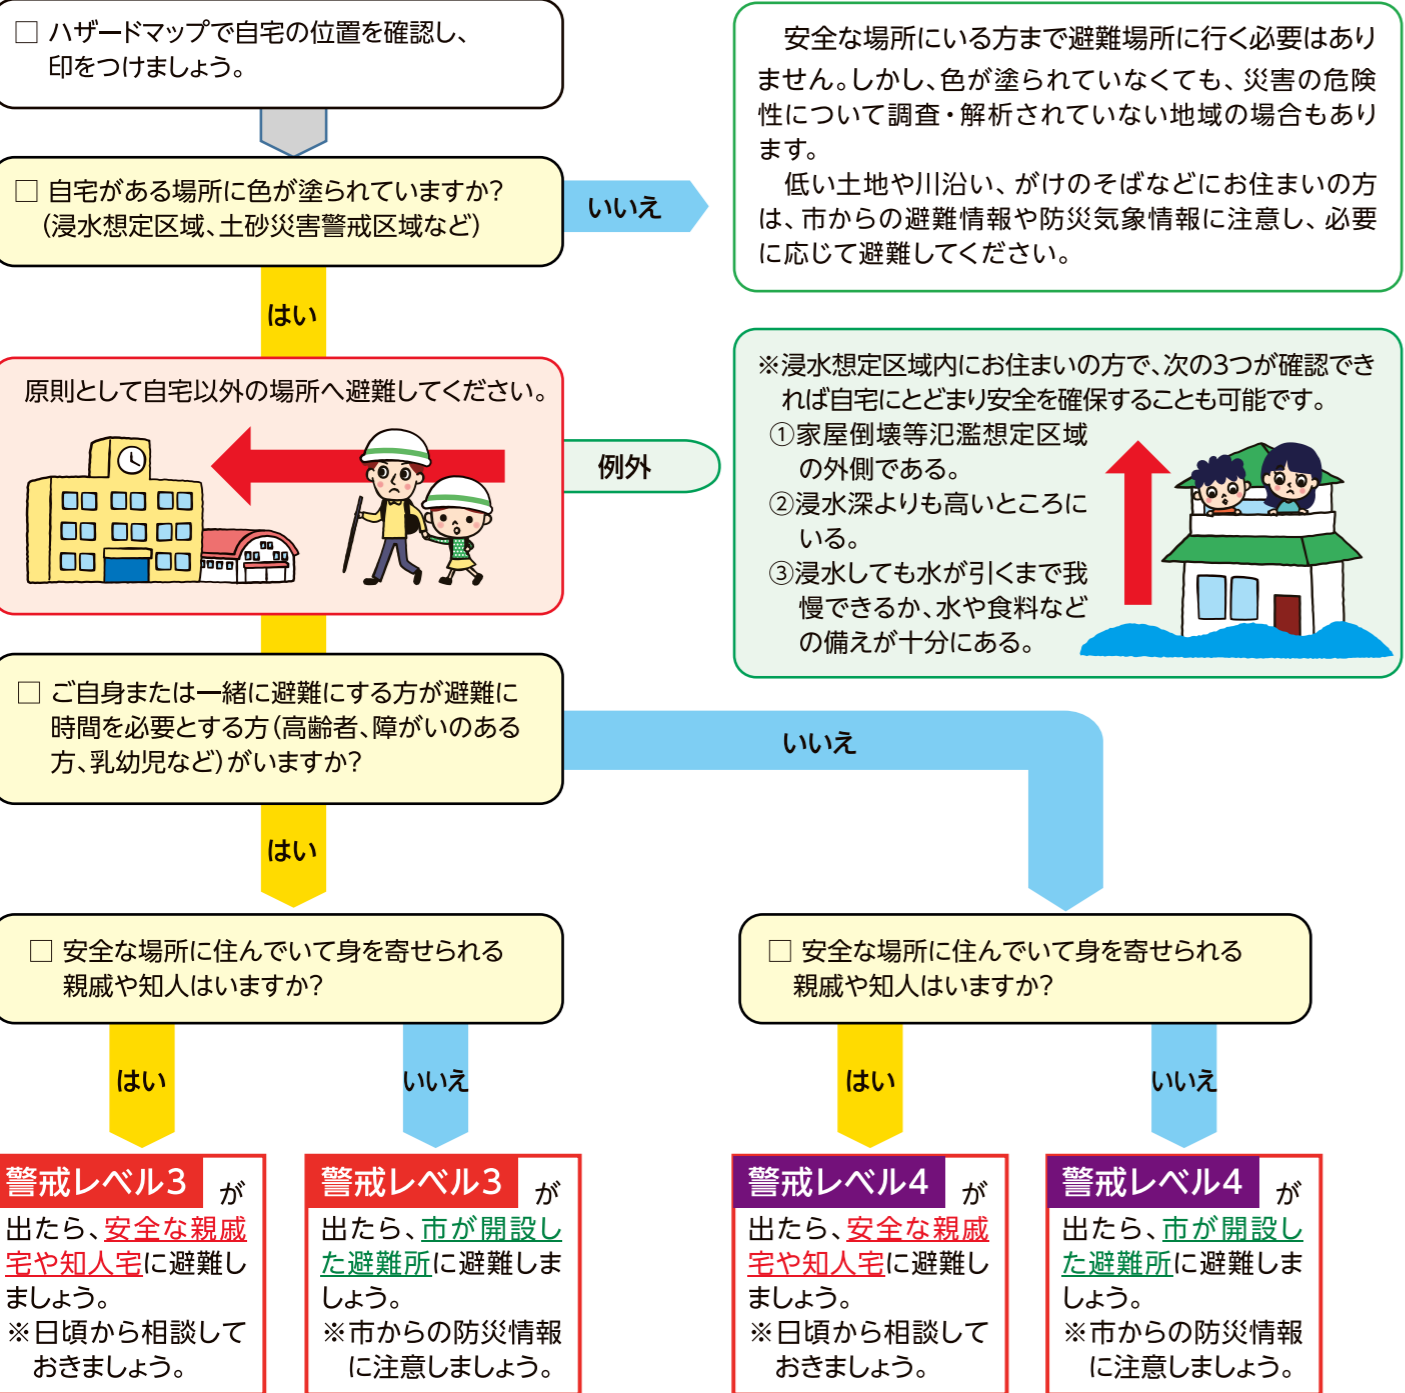 □ ハザードマップで自宅の位置を確認し、
印をつけましょう。
安全な場所にいる方まで避難場所に行く必要はあり
ません。しかし、色が塗られていなくても、災害の危険
性について調査・解析されていない地域の場合もあり
ます。
低い土地や川沿い、がけのそばなどにお住まいの方
は、市からの避難情報や防災気象情報に注意し、必要
に応じて避難してください。
□ 自宅がある場所に色が塗られていますか?
(浸水想定区域、土砂災害警戒区域など)
いいえ
はい
原則として自宅以外の場所へ避難してください。
例外
※浸水想定区域内にお住まいの方で、次の3つが確認でき
れば自宅にとどまり安全を確保することも可能です。
①家屋倒壊等氾濫想定区域
の外側である。
②浸水深よりも高いところに
いる。
③浸水しても水が引くまで我
慢できるか、水や食料など
の備えが十分にある。
□ ご自身または一緒に避難にする方が避難に
時間を必要とする方(高齢者、障がいのある
方、乳幼児など)がいますか?
いいえ
はい
□ 安全な場所に住んでいて身を寄せられる
親戚や知人はいますか?
はい
いいえ
□ 安全な場所に住んでいて身を寄せられる
親戚や知人はいますか?
はい
いいえ
警戒レベル3 が
出たら、安全な親戚
宅や知人宅に避難し
ましょう。
※日頃から相談して
おきましょう。
警戒レベル3 が
出たら、市が開設し
た避難所に避難しま
しょう。
※市からの防災情報
に注意しましょう。
警戒レベル4 が
出たら、安全な親戚
宅や知人宅に避難し
ましょう。
※日頃から相談して
おきましょう。
警戒レベル4 が
出たら、市が開設し
た避難所に避難しま
しょう。
※市からの防災情報
に注意しましょう。